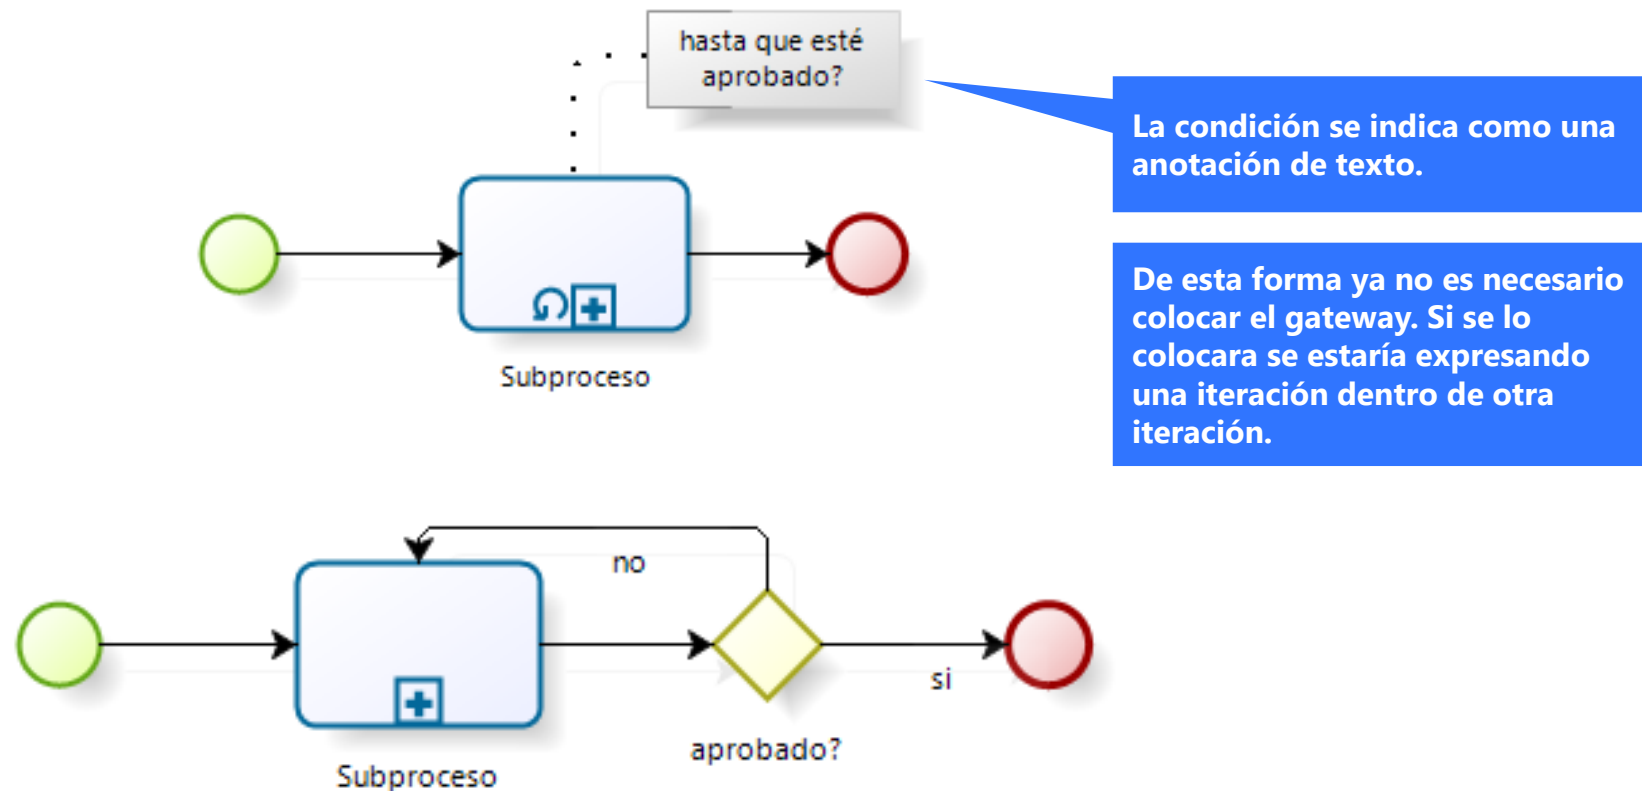 hasta que esté
aprobado?
La condición se indica como una
anotación de texto.
Subproceso
De esta forma ya no es necesario
colocar el gateway. Si se lo
colocara se estaría expresando
una iteración dentro de otra
iteración.
no
si
aprobado?
Subproceso